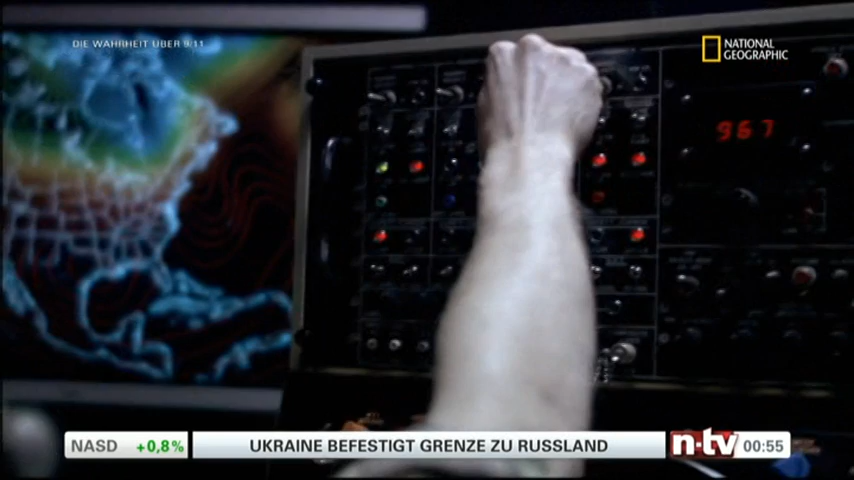 DIE WAHRHEIT ÜBER 9/11
NATIONAL
GEOGRAPHIC
967
NASD +0,8% UKRAINE BEFESTIGT GRENZE ZU RUSSLAND n-tv 00:55